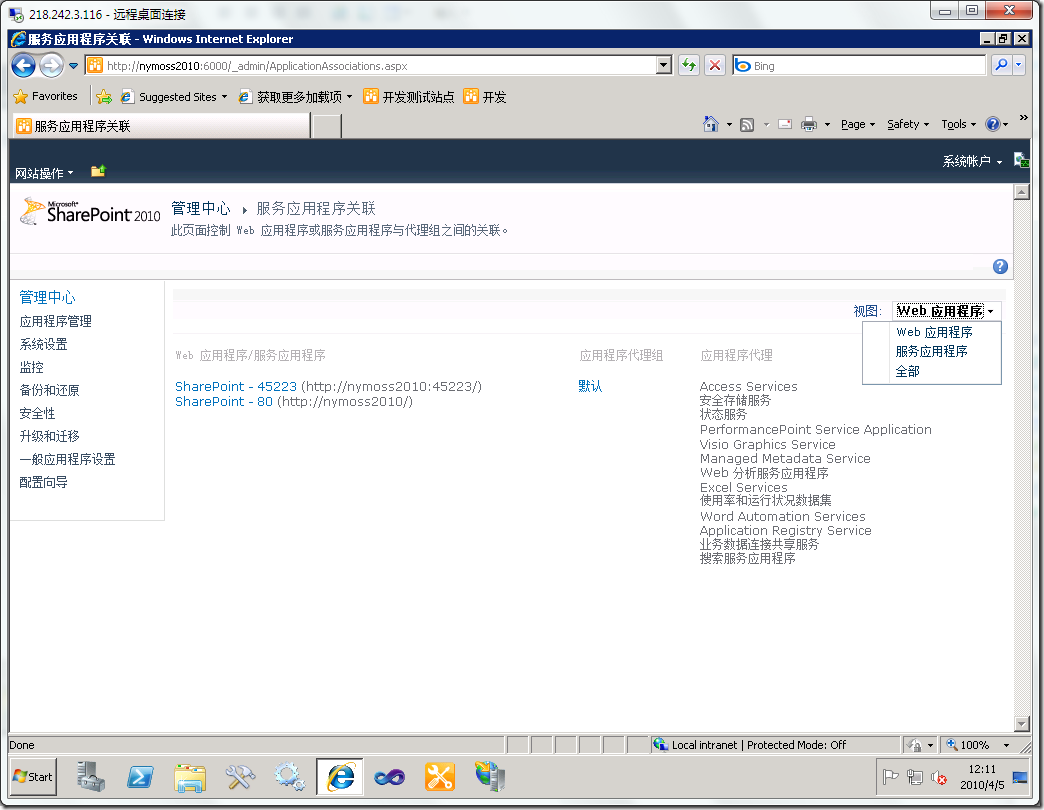 218.242.3.116 - 远程桌面连接
服务应用程序关联 - Windows Internet Explorer
http://nymoss2010:6000/_admin/ApplicationAssociations.aspx
Bing
Favorites Suggested Sites 获取更多加载项 开发测试站点 开发
服务应用程序关联
Page Safety Tools
网站操作
系统帐户
Microsoft SharePoint 2010
管理中心 服务应用程序关联
此页面控制 Web 应用程序或服务应用程序与代理组之间的关联。
管理中心
应用程序管理
系统设置
监控
备份和还原
安全性
升级和迁移
一般应用程序设置
配置向导
视图: Web 应用程序
Web 应用程序
服务应用程序
全部
Web 应用程序/服务应用程序 应用程序代理组 应用程序代理
SharePoint - 45223 (http://nymoss2010:45223/)
SharePoint - 80 (http://nymoss2010/)
默认
Access Services
安全存储服务
状态服务
PerformancePoint Service Application
Visio Graphics Service
Managed Metadata Service
Web 分析服务应用程序
Excel Services
使用率和运行状况数据集
Word Automation Services
Application Registry Service
业务数据连接共享服务
搜索服务应用程序
Done
Local intranet | Protected Mode: Off
100%
Start
12:11
2010/4/5